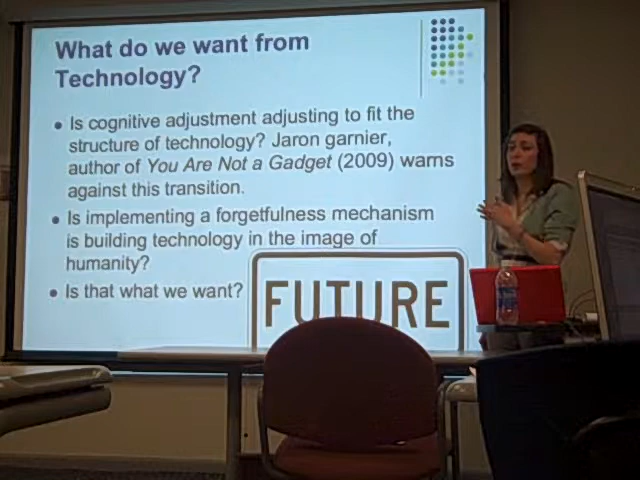 What do we want from
Technology?
Is cognitive adjustment adjusting to fit the
structure of technology? Jaron garnier,
author of You Are Not a Gadget (2009) warns
against this transition.
Is implementing a forgetfulness mechanism
is building technology in the image of
humanity?
Is that what we want?
FUTURE